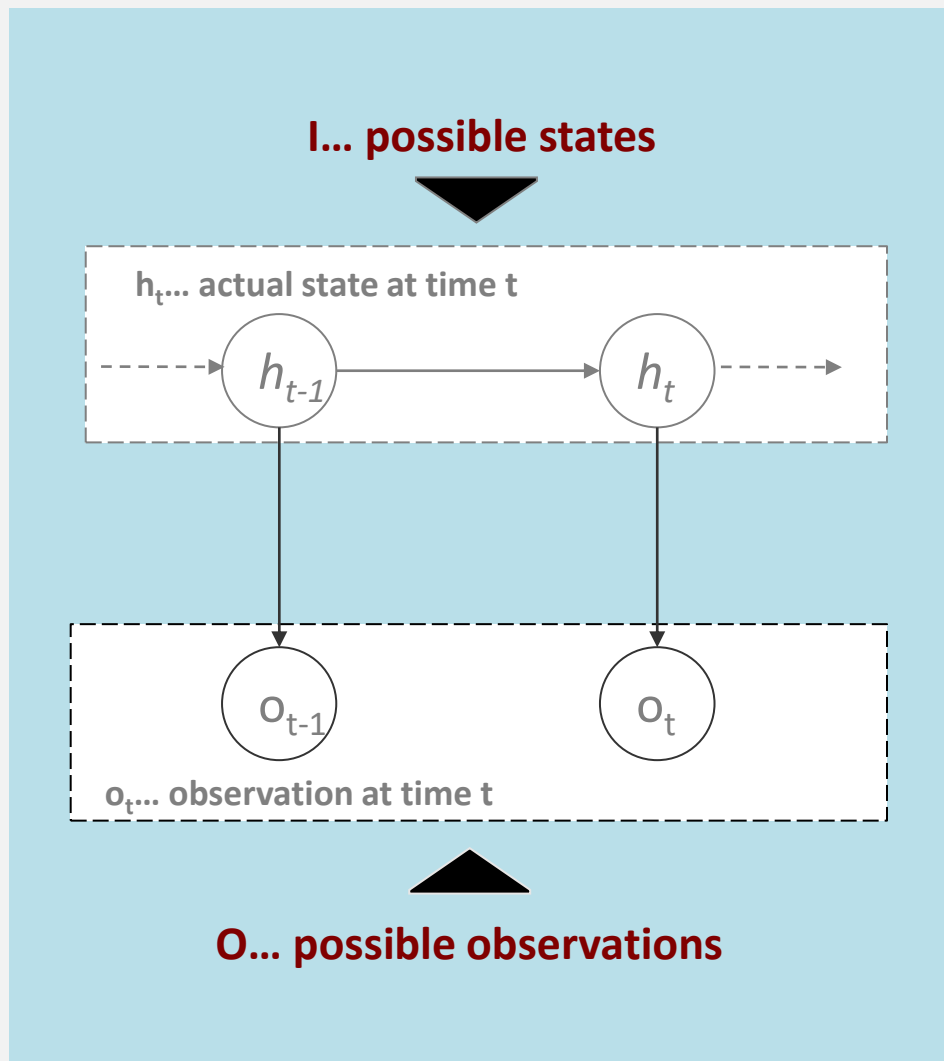 I... possible states
hₜ... actual state at time t
hₜ₋₁
hₜ
oₜ₋₁
oₜ
oₜ... observation at time t
O... possible observations